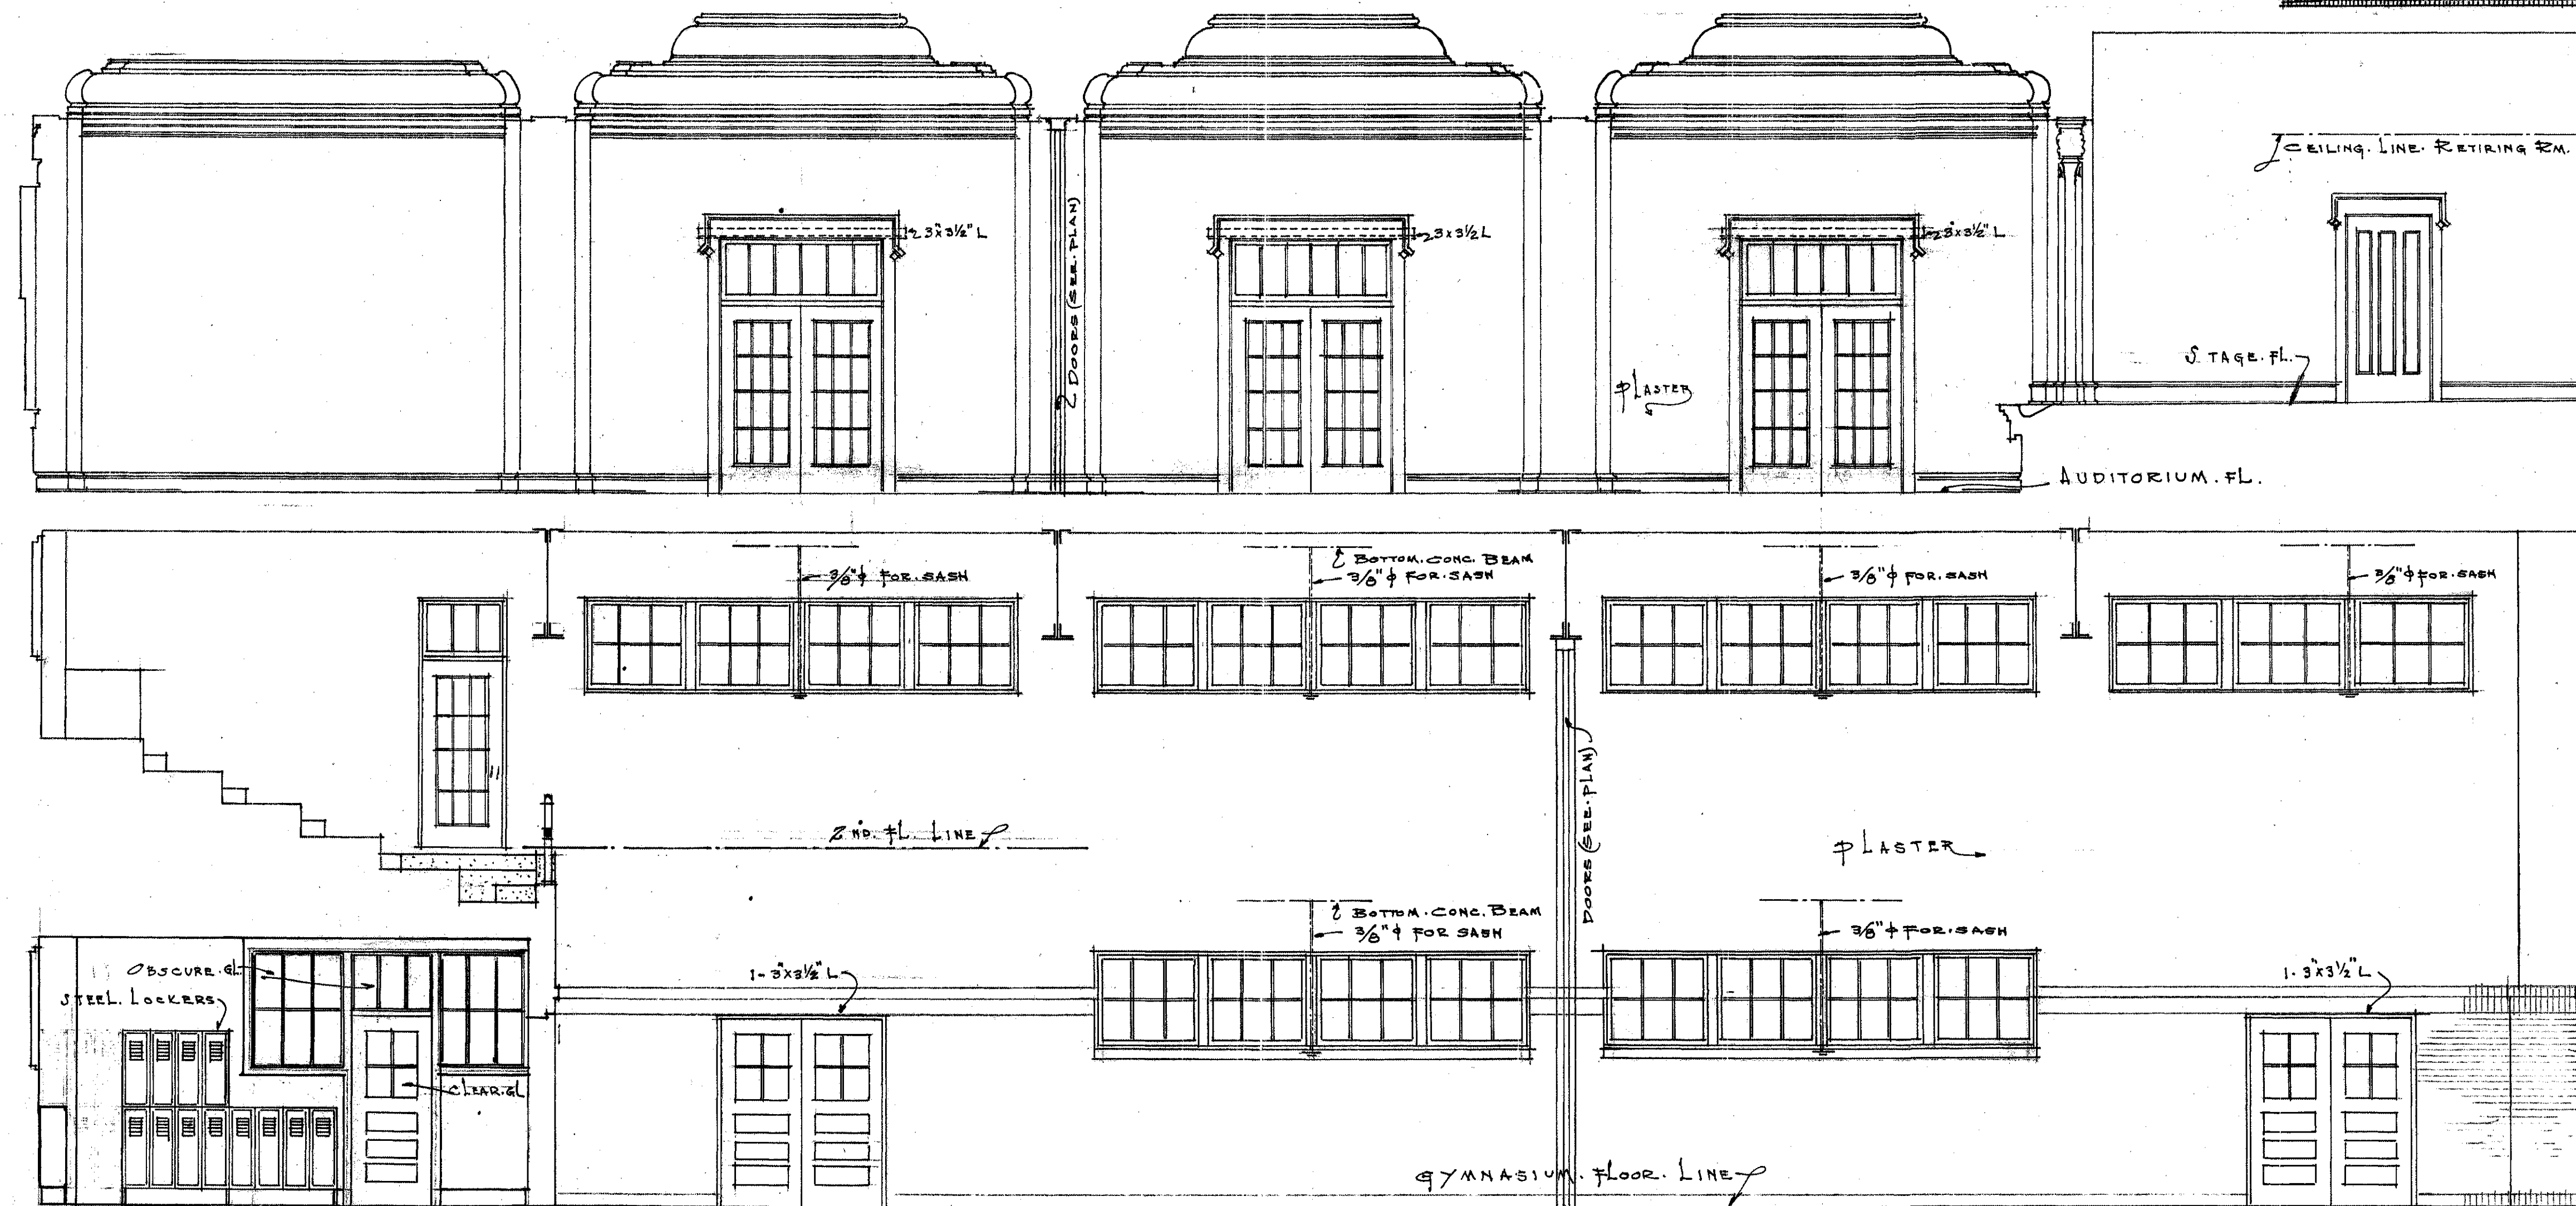 CEILING. LINE. RETIRING RM.
2 3"x3½" L
2 3x3½ L
2 3"x3½" L
2 DOORS (SEE. PLAN)
STAGE. FL.
PLASTER
AUDITORIUM. FL.
3/8"ϕ FOR. SASH
BOTTOM. CONC. BEAM
3/8"ϕ FOR. SASH
3/8"ϕ FOR. SASH
3/8"ϕ FOR. SASH
DOORS (SEE. PLAN)
2ND. FL. LINE
PLASTER
BOTTOM. CONC. BEAM
3/8"ϕ FOR SASH
3/8"ϕ FOR. SASH
OBSCURE. GL.
STEEL. LOCKERS
1- 3"x3½" L
1- 3"x3½" L
CLEAR. GL
GYMNASIUM. FLOOR. LINE